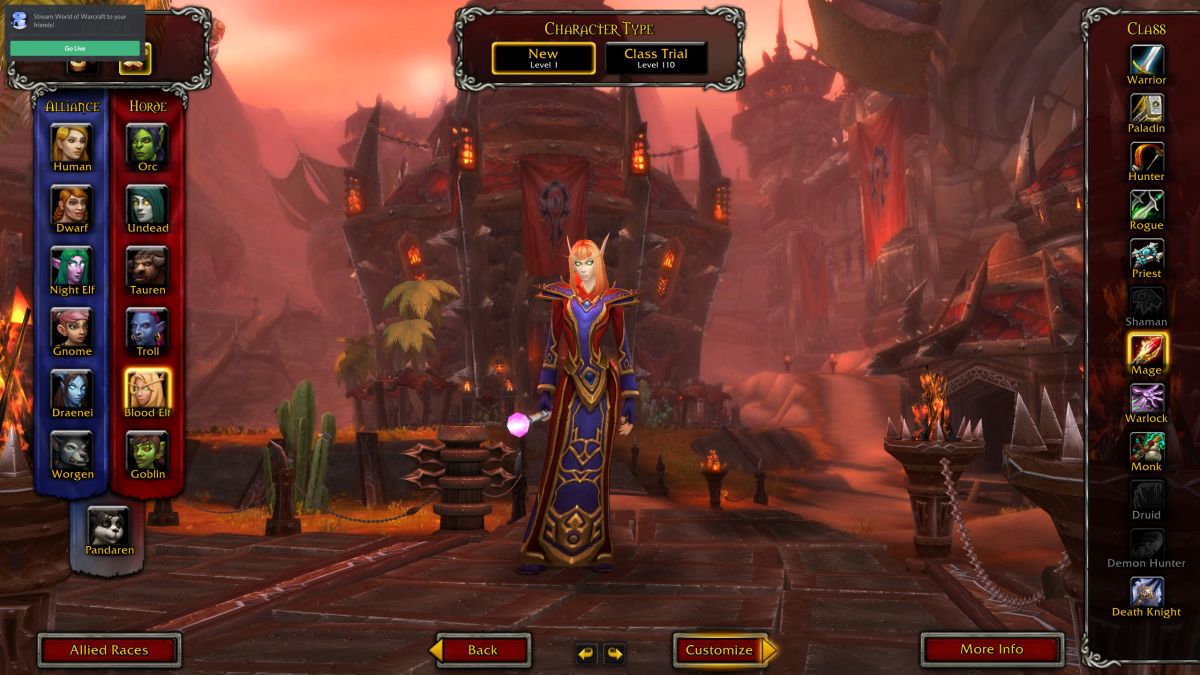 Stream World of Warcraft to your
friends!
Go Live
Character Type
New
Level 1
Class Trial
Level 110
Alliance
Horde
Human
Orc
Dwarf
Undead
Night Elf
Tauren
Gnome
Troll
Draenei
Blood Elf
Worgen
Goblin
Pandaren
Class
Warrior
Paladin
Hunter
Rogue
Priest
Shaman
Mage
Warlock
Monk
Druid
Demon Hunter
Death Knight
Allied Races
Back
Customize
More Info